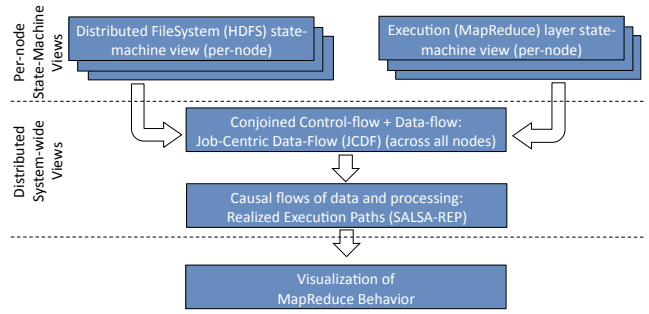 Per-node
State-Machine
Views
Distributed FileSystem (HDFS) state-
machine view (per-node)
Execution (MapReduce) layer state-
machine view (per-node)
Distributed
System-wide
Views
Conjoined Control-flow + Data-flow:
Job-Centric Data-Flow (JCDF) (across all nodes)
Causal flows of data and processing:
Realized Execution Paths (SALSA-REP)
Visualization of
MapReduce Behavior